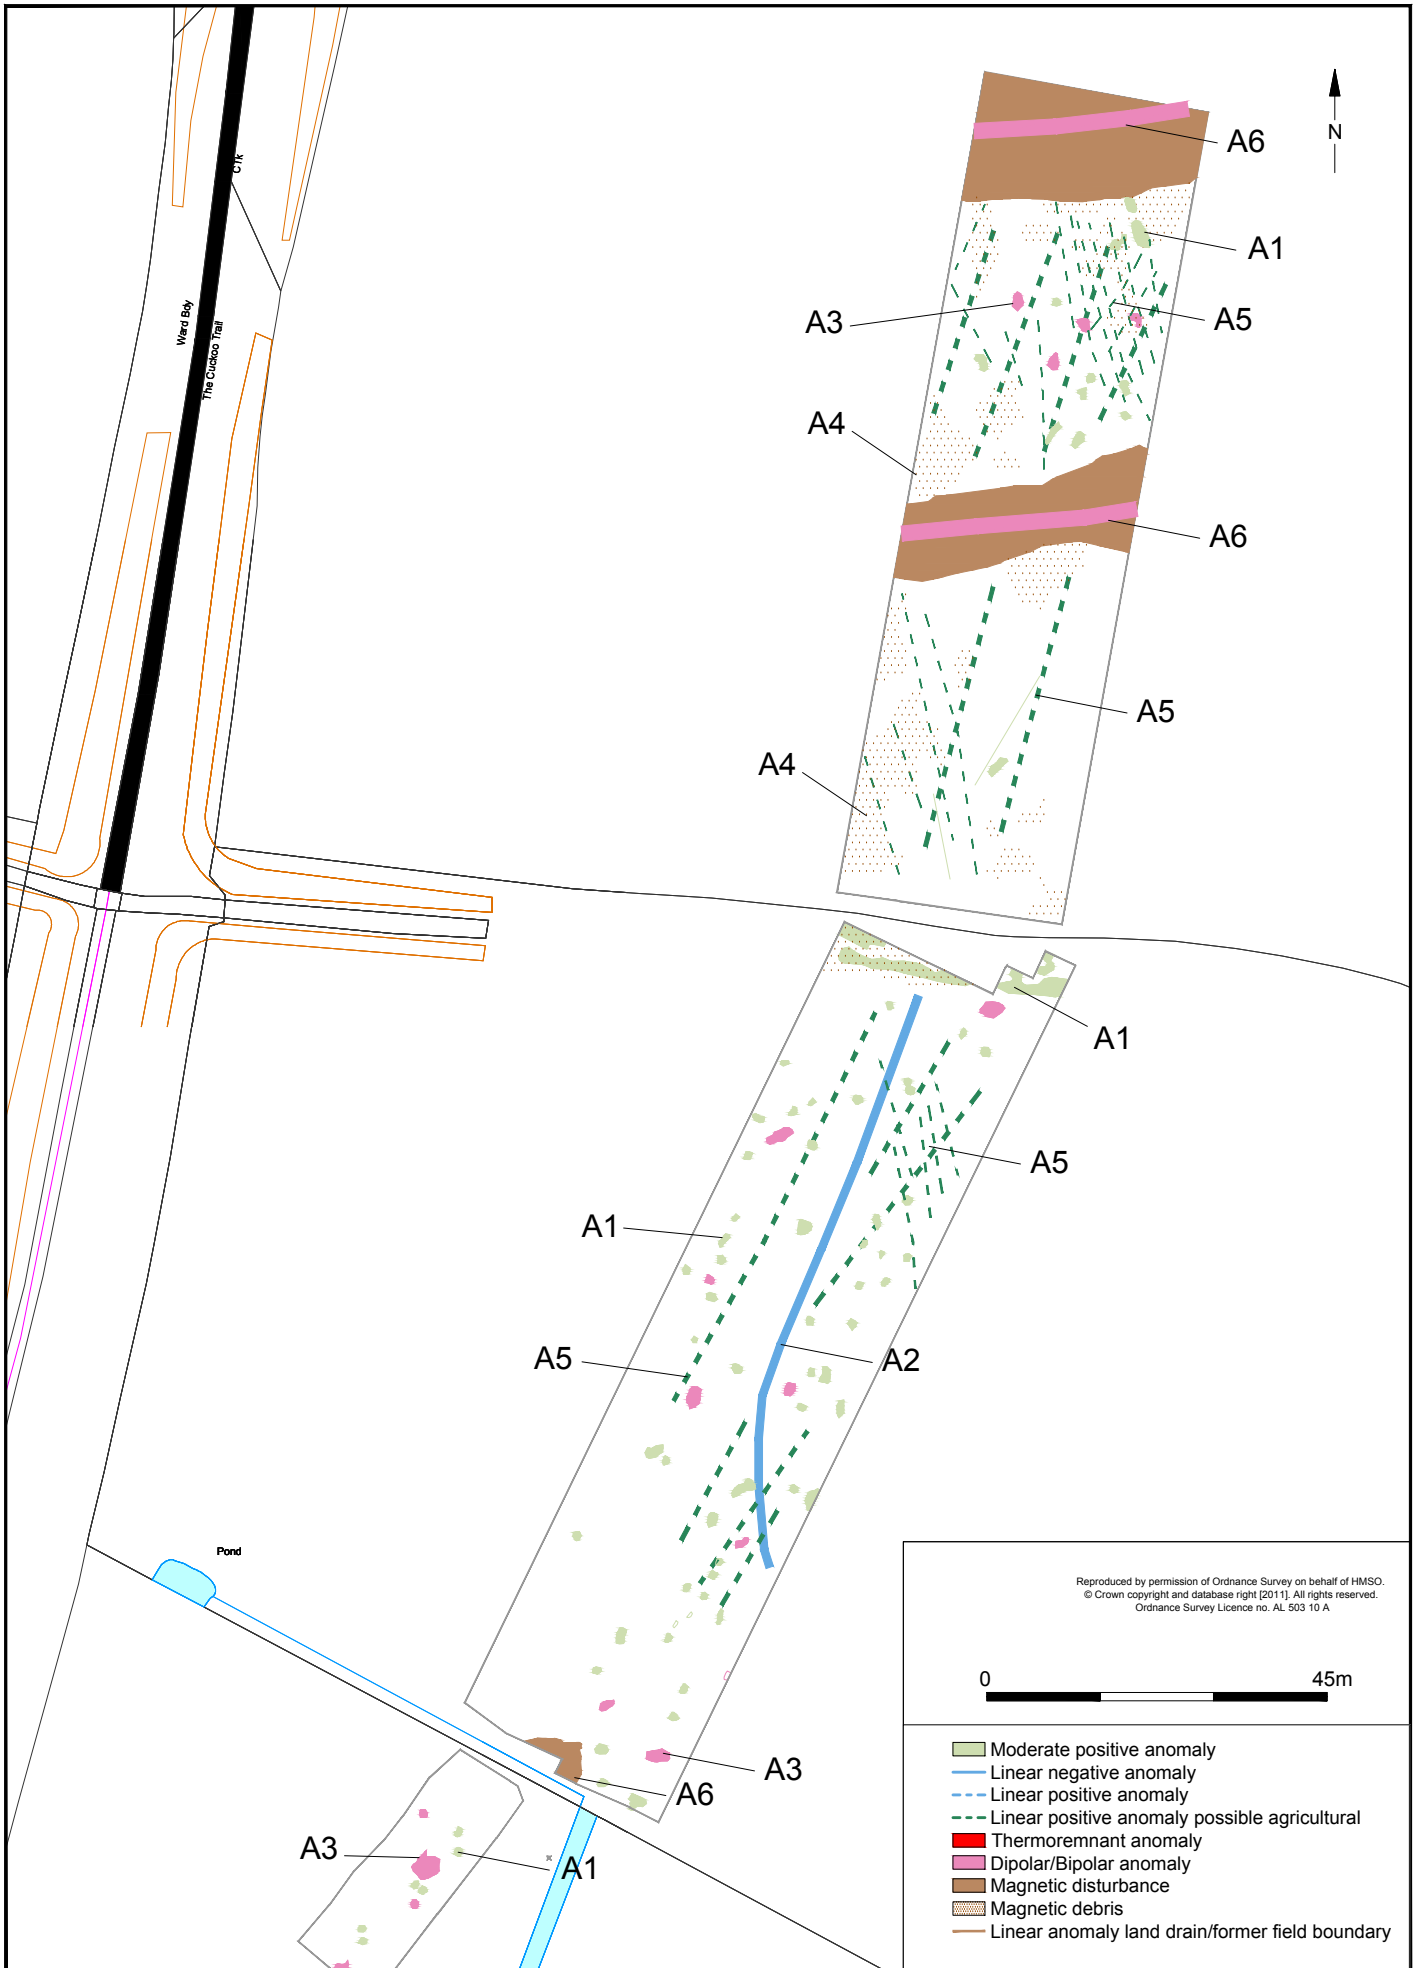 N
A6
CTk
A1
Ward Bdy
The Cuckoo Trail
A3
A5
A4
A6
A5
A4
A1
A5
A1
A5
A2
Pond
Reproduced by permission of Ordnance Survey on behalf of HMSO.
© Crown copyright and database right [2011]. All rights reserved.
Ordnance Survey Licence no. AL 503 10 A
0 45m
Moderate positive anomaly
Linear negative anomaly
Linear positive anomaly
Linear positive anomaly possible agricultural
Thermoremnant anomaly
Dipolar/Bipolar anomaly
Magnetic disturbance
Magnetic debris
Linear anomaly land drain/former field boundary
A3
A6
A3
A1